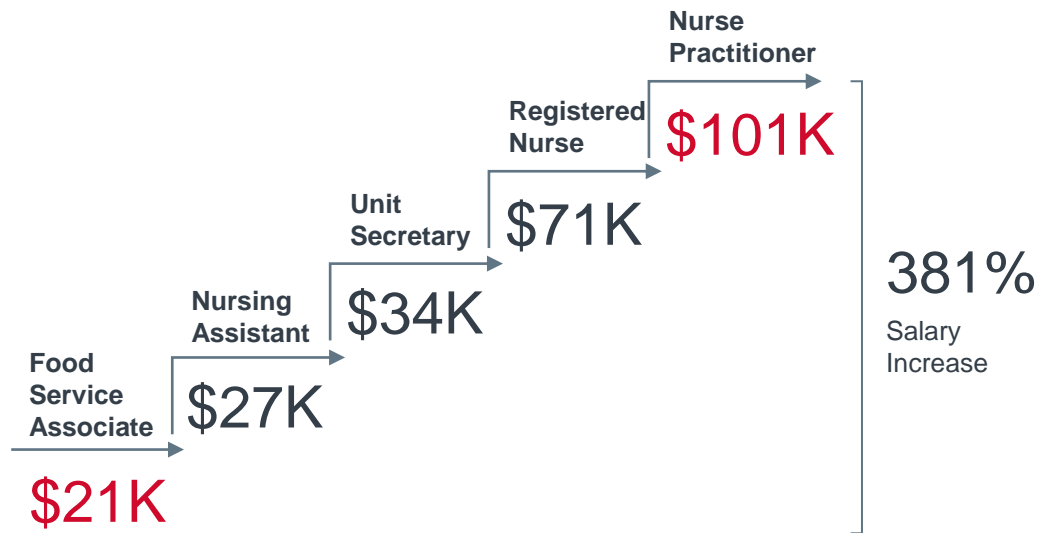 Food
Service
Associate
$21K
Nursing
Assistant
$27K
Unit
Secretary
$34K
Registered
Nurse
$71K
Nurse
Practitioner
$101K
381%
Salary
Increase